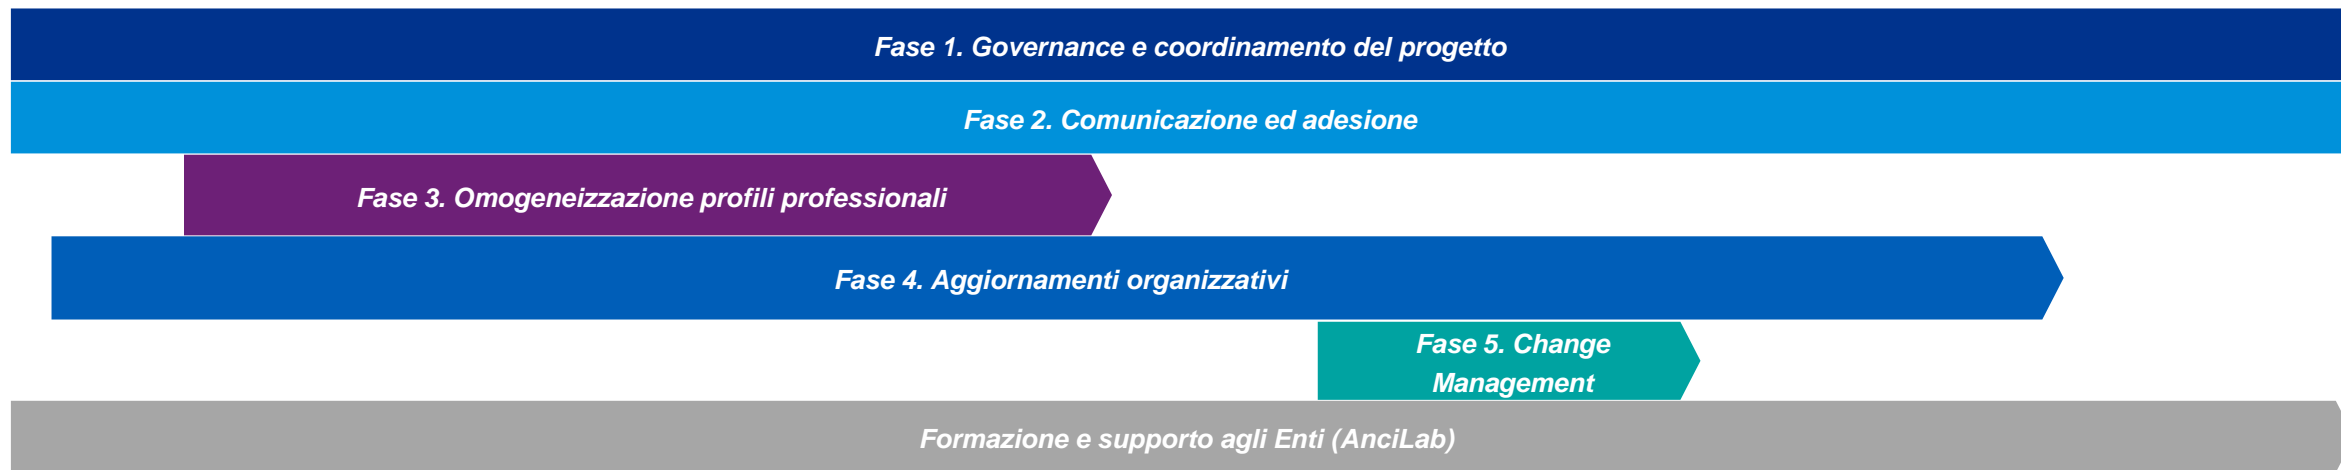 Fase 1. Governance e coordinamento del progetto
Fase 2. Comunicazione ed adesione
Fase 3. Omogeneizzazione profili professionali
Fase 4. Aggiornamenti organizzativi
Fase 5. Change
Management
Formazione e supporto agli Enti (AnciLab)